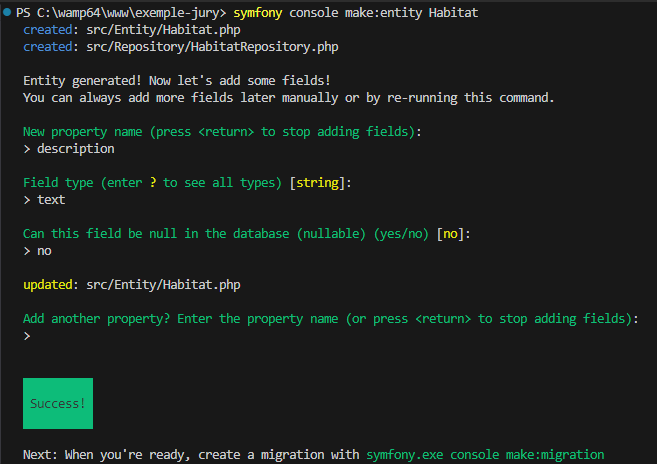 PS C:\wamp64\www\exemple-jury> symfony console make:entity Habitat
created: src/Entity/Habitat.php
created: src/Repository/HabitatRepository.php
Entity generated! Now let's add some fields!
You can always add more fields later manually or by re-running this command.
New property name (press <return> to stop adding fields):
> description
Field type (enter ? to see all types) [string]:
> text
Can this field be null in the database (nullable) (yes/no) [no]:
> no
updated: src/Entity/Habitat.php
Add another property? Enter the property name (or press <return> to stop adding fields):
>
Success!
Next: When you're ready, create a migration with symfony.exe console make:migration